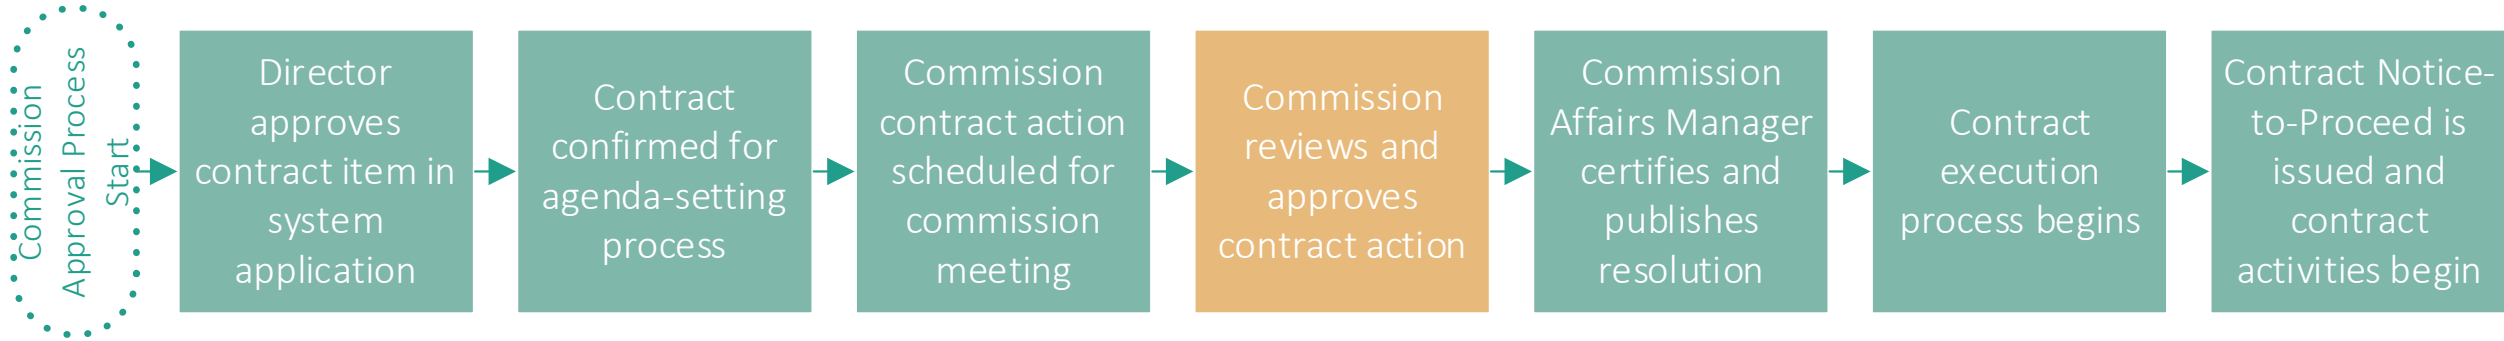 Commission
Approval Process
Start
Director
approves
contract item in
system
application
Contract
confirmed for
agenda-setting
process
Commission
contract action
scheduled for
commission
meeting
Commission
reviews and
approves
contract action
Commission
Affairs Manager
certifies and
publishes
resolution
Contract
execution
process begins
Contract Notice-
to-Proceed is
issued and
contract
activities begin